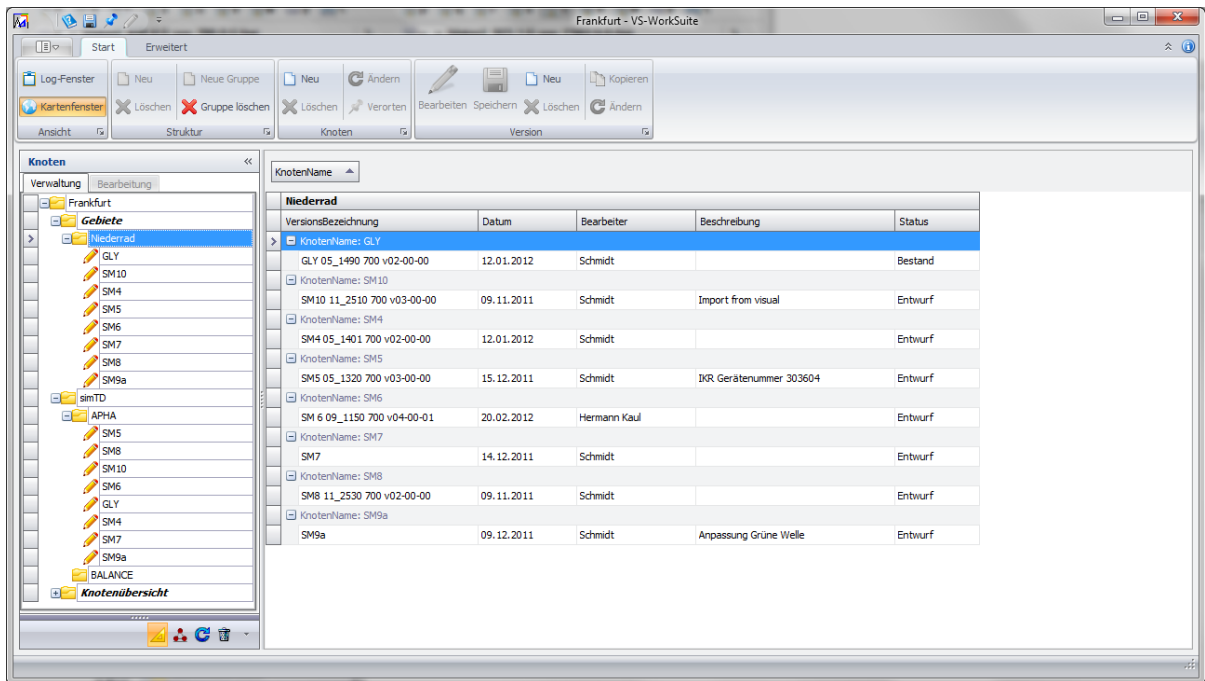 Frankfurt - VS-WorkSuite
Start Erweitert
Log-Fenster Neu Neue Gruppe Neu Ändern Bearbeiten Speichern Neu Kopieren
Kartenfenster Löschen Gruppe löschen Löschen Verorten Löschen Ändern
Ansicht Struktur Knoten Version
Knoten
Verwaltung Bearbeitung
Frankfurt
Gebiete
Niederrad
GLY
SM10
SM4
SM5
SM6
SM7
SM8
SM9a
simTD
APHA
SM5
SM8
SM10
SM6
GLY
SM4
SM7
SM9a
BALANCE
Knotenübersicht
KnotenName
Niederrad
VersionsBezeichnung Datum Bearbeiter Beschreibung Status
KnotenName: GLY
GLY 05_1490 700 v02-00-00 12.01.2012 Schmidt Bestand
KnotenName: SM10
SM10 11_2510 700 v03-00-00 09.11.2011 Schmidt Import from visual Entwurf
KnotenName: SM4
SM4 05_1401 700 v02-00-00 12.01.2012 Schmidt Entwurf
KnotenName: SM5
SM5 05_1320 700 v03-00-00 15.12.2011 Schmidt IKR Gerätenummer 303604 Entwurf
KnotenName: SM6
SM 6 09_1150 700 v04-00-01 20.02.2012 Hermann Kaul Entwurf
KnotenName: SM7
SM7 14.12.2011 Schmidt Entwurf
KnotenName: SM8
SM8 11_2530 700 v02-00-00 09.11.2011 Schmidt Entwurf
KnotenName: SM9a
SM9a 09.12.2011 Schmidt Anpassung Grüne Welle Entwurf